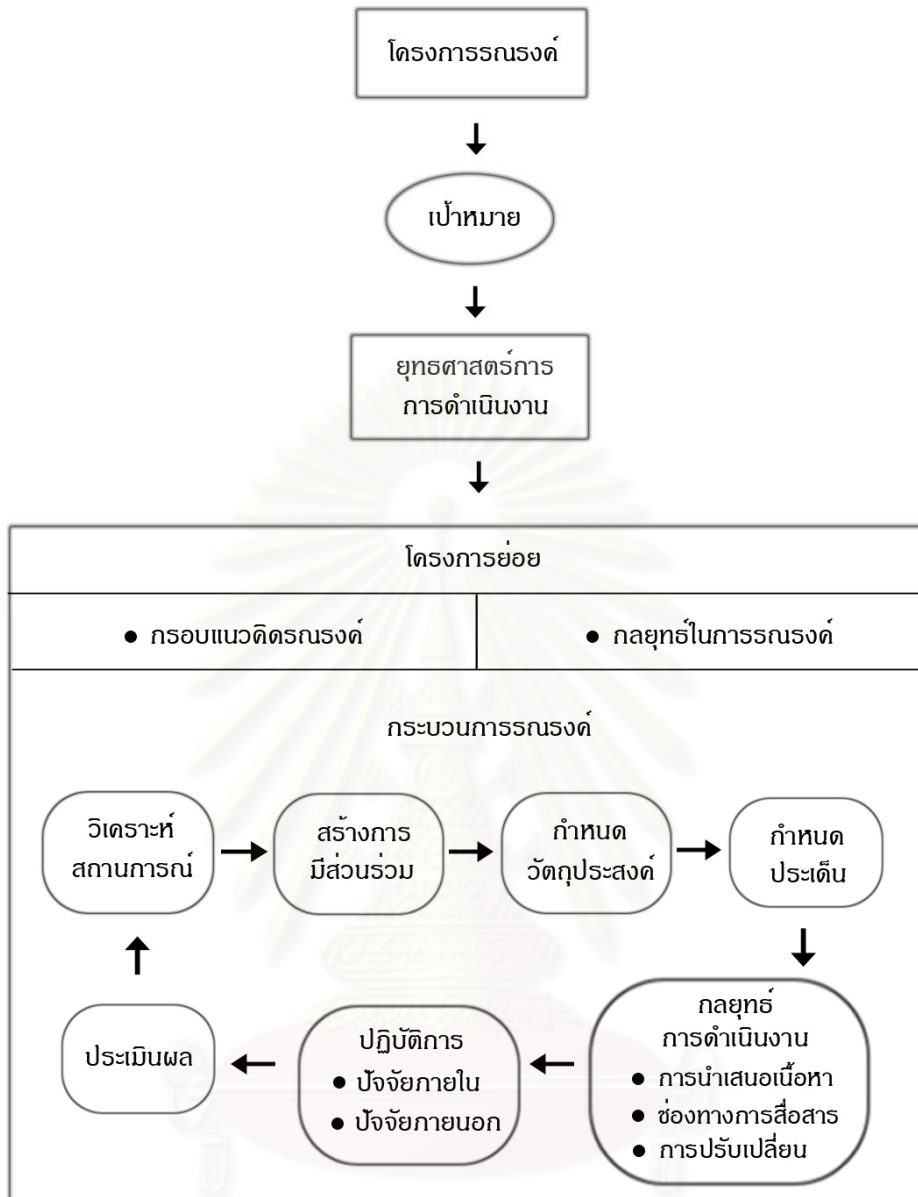 โครงการรณรงค์
เป้าหมาย
ยุทธศาสตร์การ
การดำเนินงาน
โครงการย่อย
● กรอบแนวคิดรณรงค์
● กลยุทธ์ในการรณรงค์
กระบวนการรณรงค์
วิเคราะห์
สถานการณ์
สร้างการ
มีส่วนร่วม
กำหนด
วัตถุประสงค์
กำหนด
ประเด็น
กลยุทธ์
การดำเนินงาน
● การนำเสนอเนื้อหา
● ช่องทางการสื่อสาร
● การปรับเปลี่ยน
ปฏิบัติการ
● ปัจจัยภายใน
● ปัจจัยภายนอก
ประเมินผล